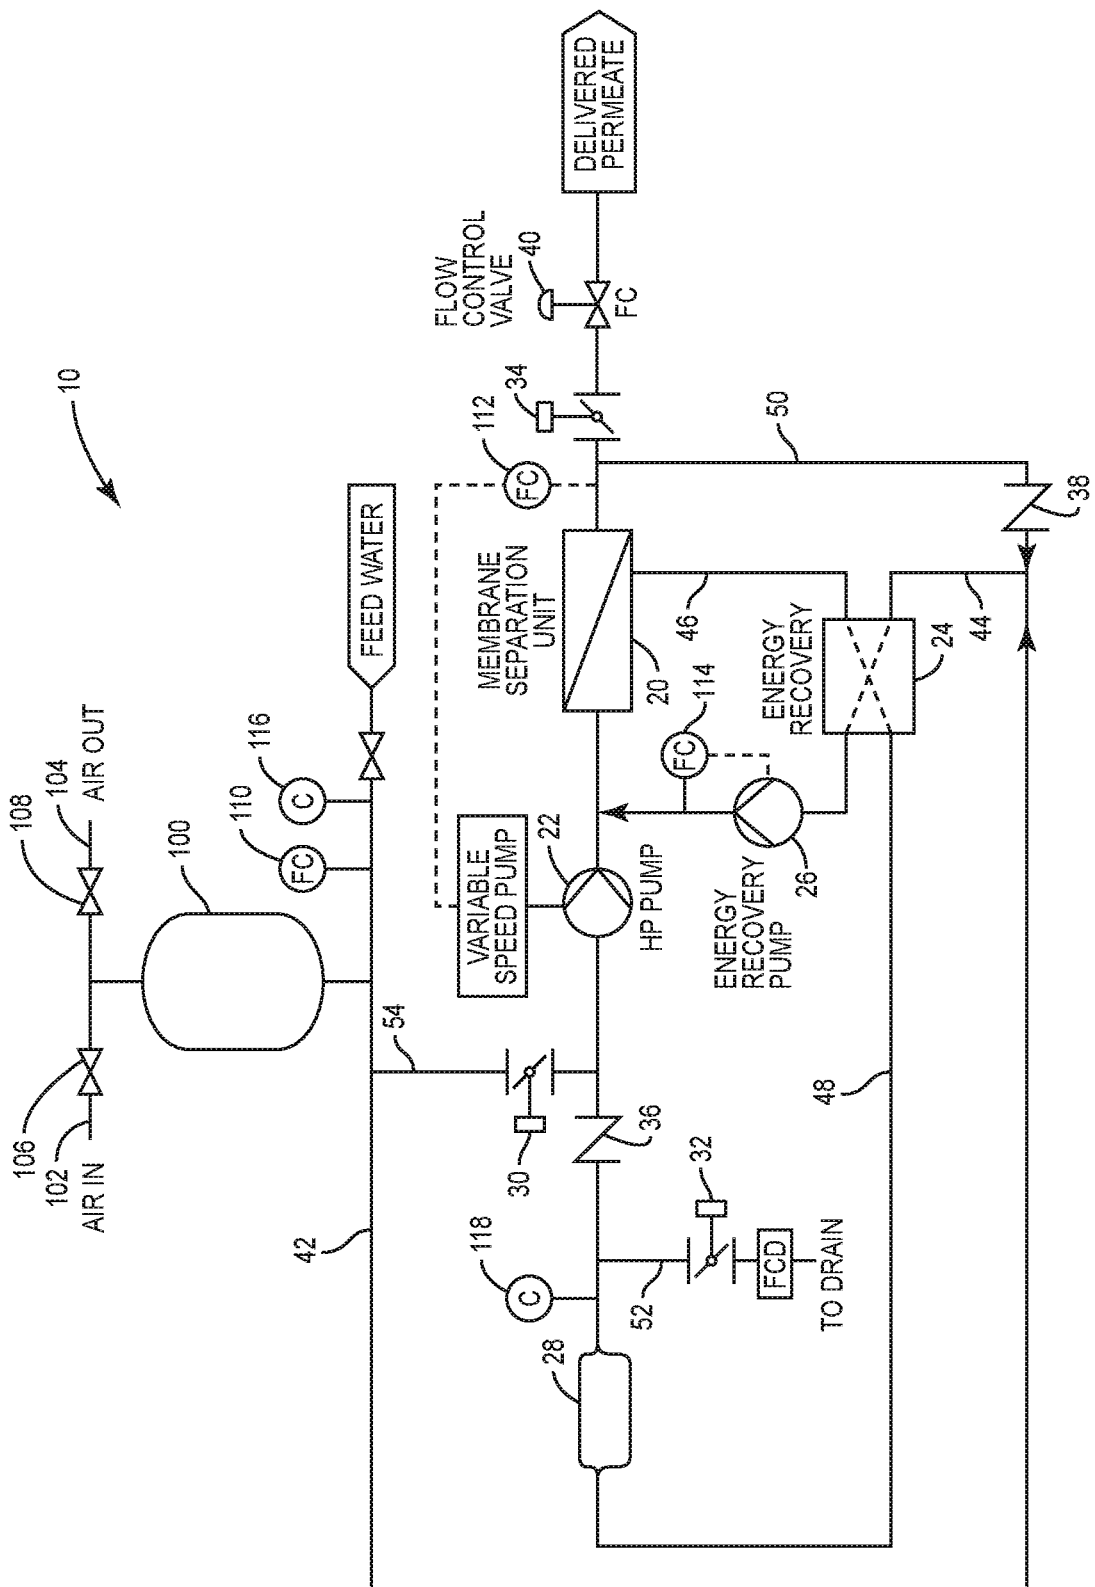 10
106
102
AIR IN
108
104
AIR OUT
100
110
FC
116
C
FEED WATER
42
54
30
VARIABLE
SPEED PUMP
22
HP PUMP
MEMBRANE
SEPARATION
UNIT
20
112
FC
34
FLOW
CONTROL
VALVE
40
FC
DELIVERED
PERMEATE
118
C
28
36
52
32
FCD
TO DRAIN
ENERGY
RECOVERY
PUMP
26
114
FC
46
ENERGY
RECOVERY
24
44
48
50
38